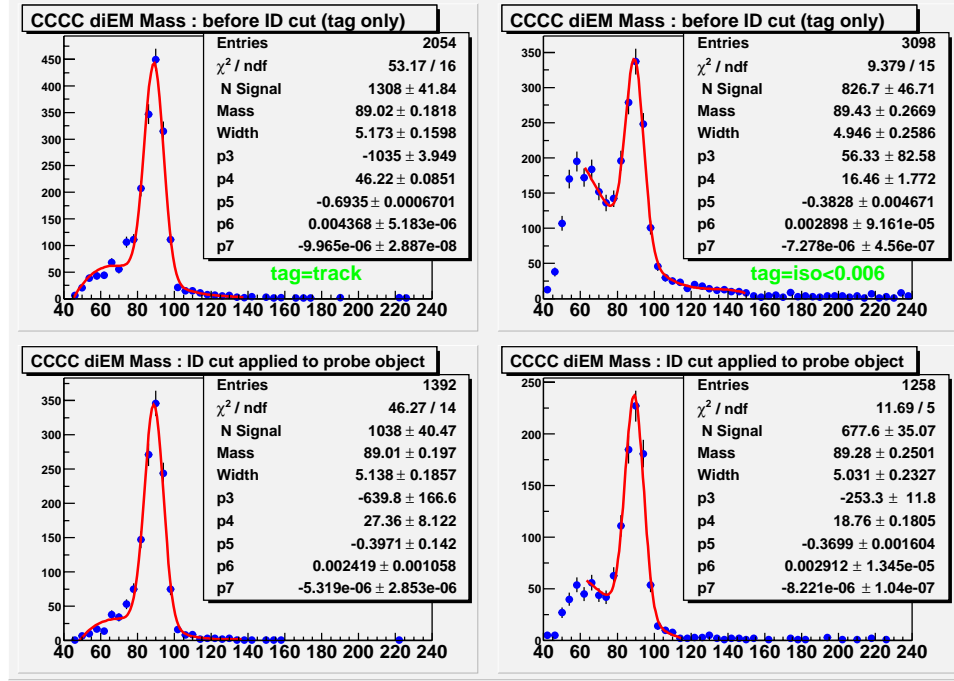 CCCC diEM Mass : before ID cut (tag only)
Entries 2054
χ² / ndf 53.17 / 16
N Signal 1308 ± 41.84
Mass 89.02 ± 0.1818
Width 5.173 ± 0.1598
p3 -1035 ± 3.949
p4 46.22 ± 0.0851
p5 -0.6935 ± 0.0006701
p6 0.004368 ± 5.183e-06
p7 -9.965e-06 ± 2.887e-08
tag=track
450
400
350
300
250
200
150
100
50
0
40 60 80 100 120 140 160 180 200 220 240
CCCC diEM Mass : before ID cut (tag only)
Entries 3098
χ² / ndf 9.379 / 15
N Signal 826.7 ± 46.71
Mass 89.43 ± 0.2669
Width 4.946 ± 0.2586
p3 56.33 ± 82.58
p4 16.46 ± 1.772
p5 -0.3828 ± 0.004671
p6 0.002898 ± 9.161e-05
p7 -7.278e-06 ± 4.56e-07
tag=iso<0.006
350
300
250
200
150
100
50
0
40 60 80 100 120 140 160 180 200 220 240
CCCC diEM Mass : ID cut applied to probe object
Entries 1392
χ² / ndf 46.27 / 14
N Signal 1038 ± 40.47
Mass 89.01 ± 0.197
Width 5.138 ± 0.1857
p3 -639.8 ± 166.6
p4 27.36 ± 8.122
p5 -0.3971 ± 0.142
p6 0.002419 ± 0.001058
p7 -5.319e-06 ± 2.853e-06
350
300
250
200
150
100
50
0
40 60 80 100 120 140 160 180 200 220 240
CCCC diEM Mass : ID cut applied to probe object
Entries 1258
χ² / ndf 11.69 / 5
N Signal 677.6 ± 35.07
Mass 89.28 ± 0.2501
Width 5.031 ± 0.2327
p3 -253.3 ± 11.8
p4 18.76 ± 0.1805
p5 -0.3699 ± 0.001604
p6 0.002912 ± 1.345e-05
p7 -8.221e-06 ± 1.04e-07
250
200
150
100
50
0
40 60 80 100 120 140 160 180 200 220 240